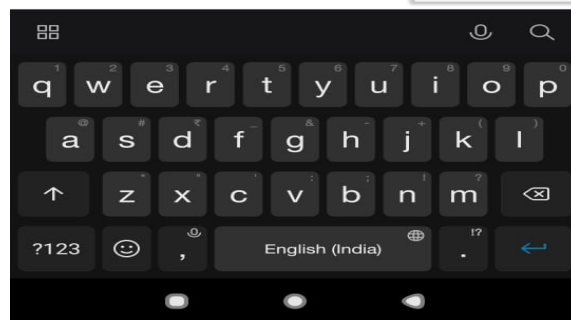 1 2 3 4 5 6 7 8 9 0
q w e r t y u i o p
@ # ₹ _ & - + ( )
a s d f g h j k l
* " ' : ; ! ?
z x c v b n m
!?
?123 , English (India) .